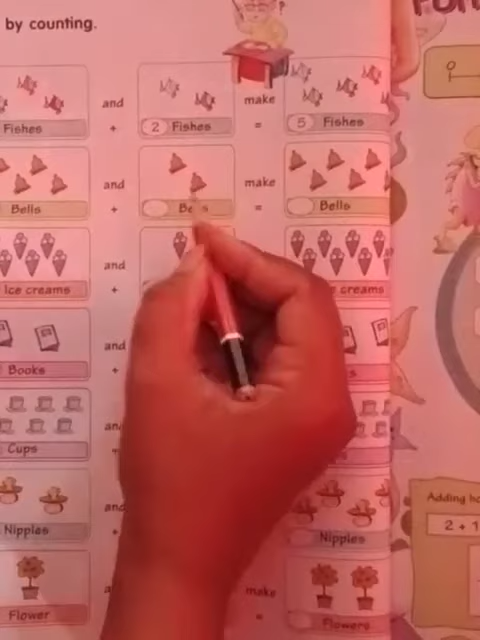 by counting.
Fishes and + 2 Fishes make = 5 Fishes
Bells and + make = Bells
Ice creams and + creams
Books and +
Cups +
Nipples Nipples
Flower make = Flowers
Adding
2 + 1